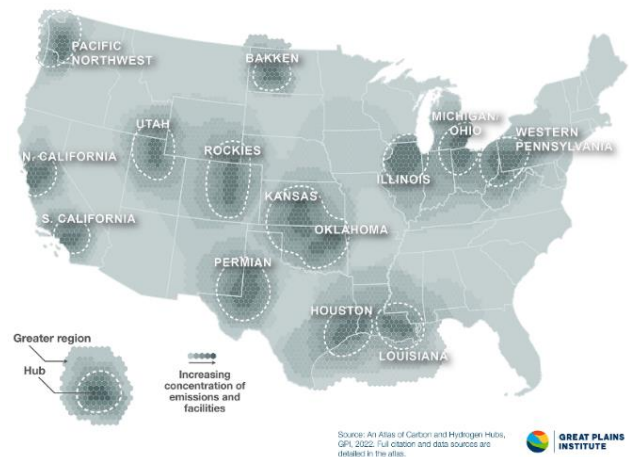 PACIFIC
NORTHWEST
BAKKEN
UTAH
ROCKIES
N. CALIFORNIA
S. CALIFORNIA
KANSAS
OKLAHOMA
PERMIAN
ILLINOIS
MICHIGAN/
OHIO
WESTERN
PENNSYLVANIA
HOUSTON
LOUISIANA
Greater region
Hub
Increasing
concentration of
emissions and
facilities
Source: An Atlas of Carbon and Hydrogen Hubs,
GPI, 2022. Full citation and data sources are
detailed in the atlas.
GREAT PLAINS
INSTITUTE